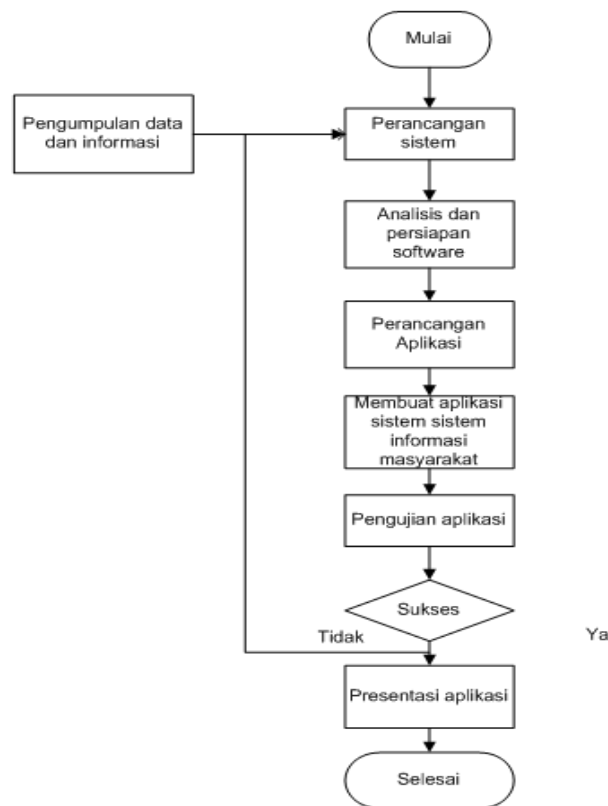 Mulai
Pengumpulan data
dan informasi
Perancangan
sistem
Analisis dan
persiapan
software
Perancangan
Aplikasi
Membuat aplikasi
sistem sistem
informasi
masyarakat
Pengujian aplikasi
Sukses
Tidak
Ya
Presentasi aplikasi
Selesai